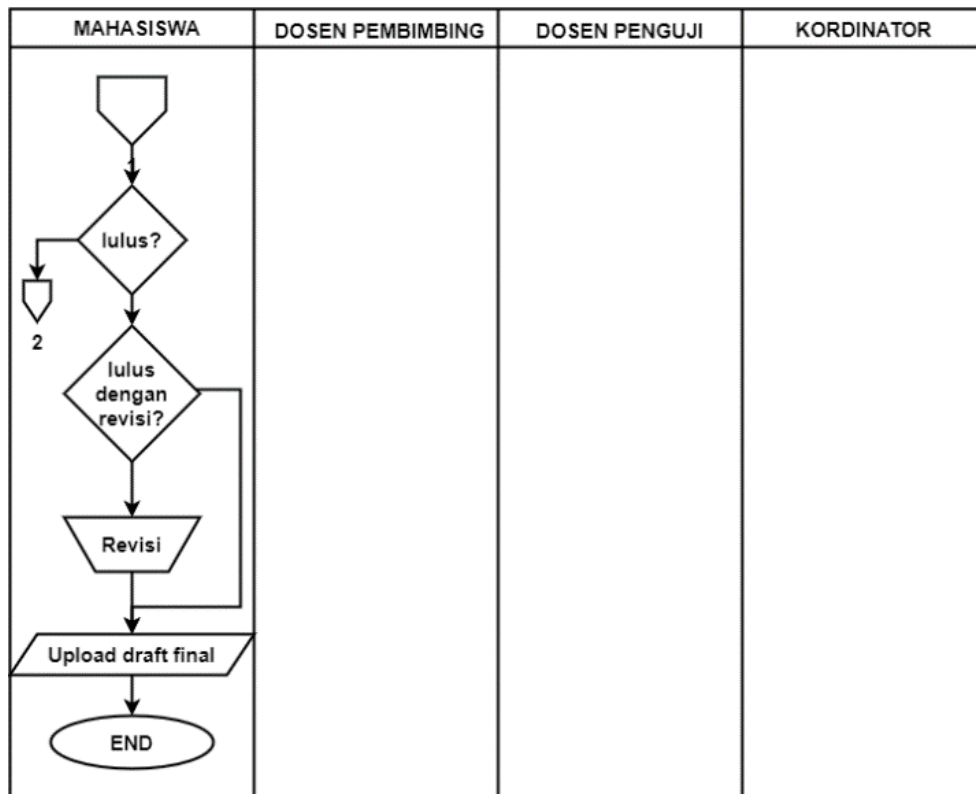 MAHASISWA
DOSEN PEMBIMBING
DOSEN PENGUJI
KORDINATOR
1
lulus?
2
lulus
dengan
revisi?
Revisi
Upload draft final
END